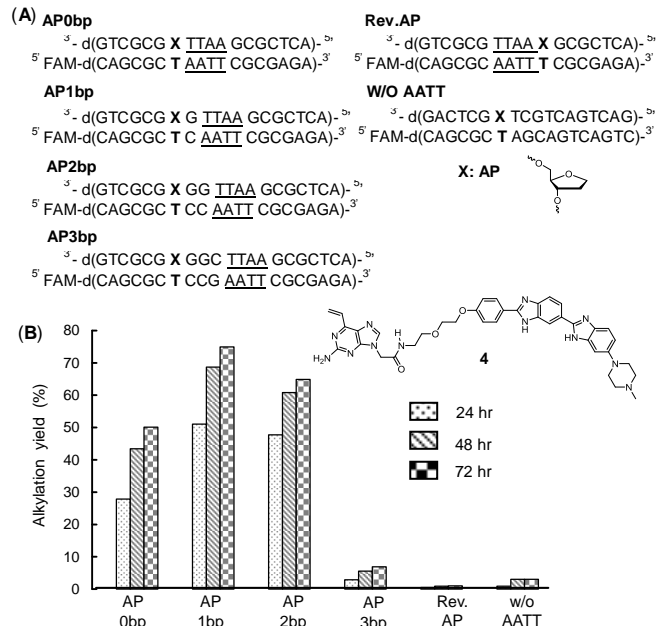 (A)
AP0bp
3'- d(GTCGCG X TTAA GCGCTCA)-5'
5' FAM-d(CAGCGC T AATT CGCGAGA)-3'
AP1bp
3'- d(GTCGCG X G TTAA GCGCTCA)-5'
5' FAM-d(CAGCGC T C AATT CGCGAGA)-3'
AP2bp
3'- d(GTCGCG X GG TTAA GCGCTCA)-5'
5' FAM-d(CAGCGC T CC AATT CGCGAGA)-3'
AP3bp
3'- d(GTCGCG X GGC TTAA GCGCTCA)-5'
5' FAM-d(CAGCGC T CCG AATT CGCGAGA)-3'
Rev.AP
3'- d(GTCGCG TTAA X GCGCTCA)-5'
5' FAM-d(CAGCGC AATT T CGCGAGA)-3'
W/O AATT
3'- d(GACTCG X TCGTCAGTCAG)-5'
5' FAM-d(CAGCGC T AGCAGTCAGTC)-3'
X: AP
O
O
O
(B)
Alkylation yield (%)
80
70
60
50
40
30
20
10
0
AP 0bp
AP 1bp
AP 2bp
AP 3bp
Rev. AP
w/o AATT
N
N
N
N
H2N
O
H
N
O
O
N
N
H
N
N
H
N
N
4
24 hr
48 hr
72 hr